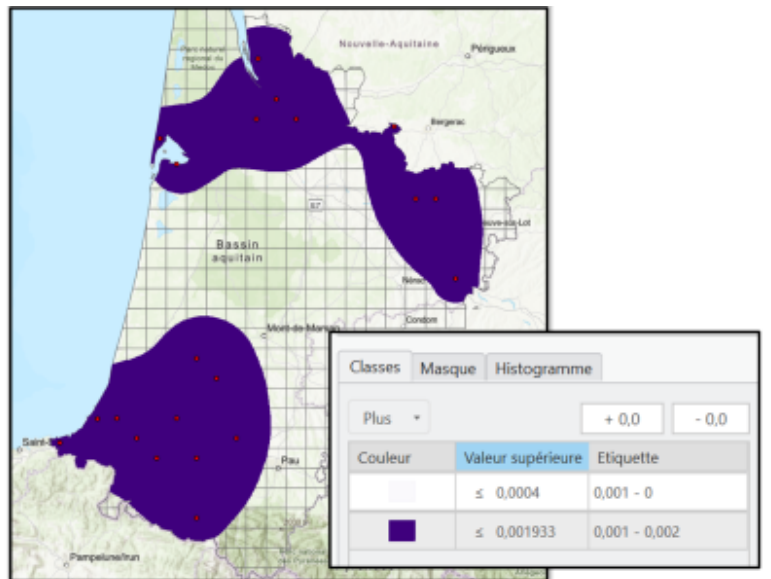 Nouvelle-Aquitaine
Périgueux
Parc naturel
régional du
Médoc
Bergerac
67
Bassin
aquitain
Nérac
Condom
Mont-de-Marsan
Pau
Pampelune/Irun
Classes Masque Histogramme
Plus + 0,0 - 0,0
Couleur Valeur supérieure Etiquette
≤ 0,0004 0,001 - 0
≤ 0,001933 0,001 - 0,002